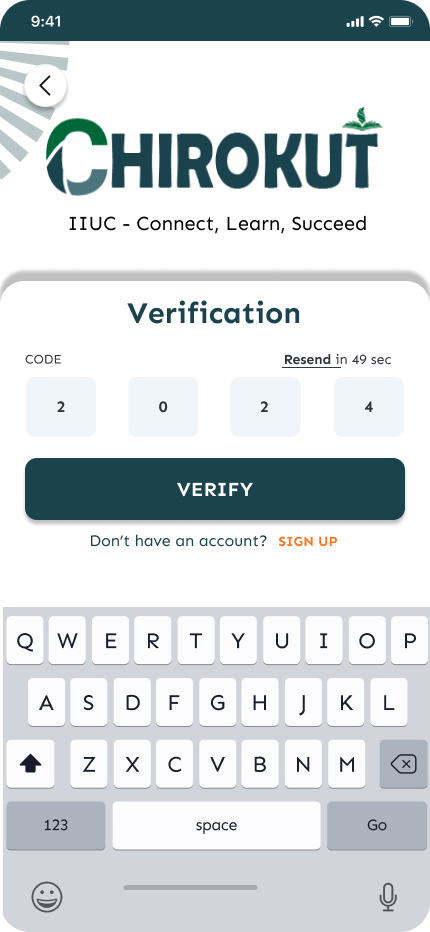 9:41
CHIROKUT
IIUC - Connect, Learn, Succeed
Verification
CODE Resend in 49 sec
2 0 2 4
VERIFY
Don't have an account? SIGN UP
Q W E R T Y U I O P
A S D F G H J K L
Z X C V B N M
123 space Go